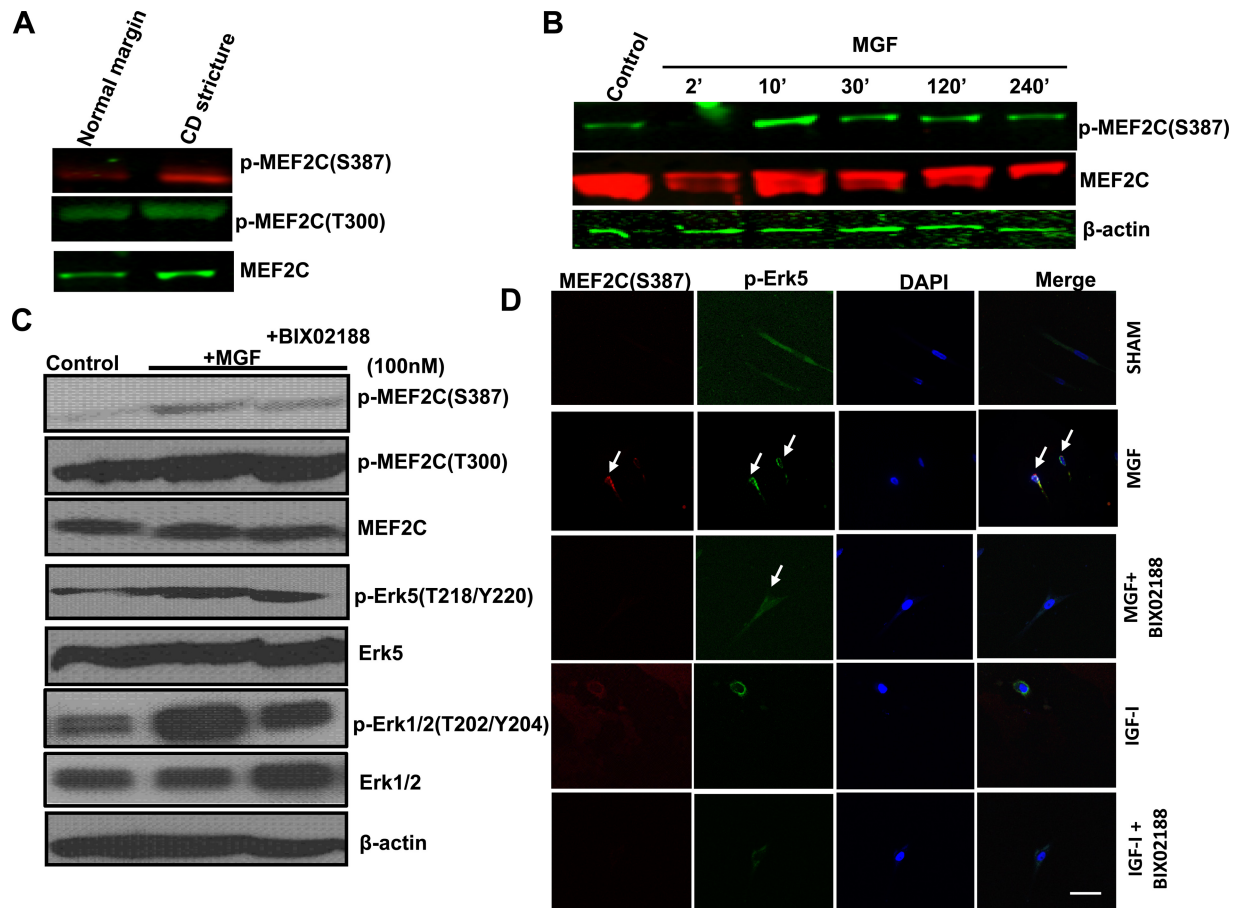 A
Normal margin
CD stricture
p-MEF2C(S387)
p-MEF2C(T300)
MEF2C
B
Control
MGF
2’ 10’ 30’ 120’ 240’
p-MEF2C(S387)
MEF2C
β-actin
C
+BIX02188
Control +MGF (100nM)
p-MEF2C(S387)
p-MEF2C(T300)
MEF2C
p-Erk5(T218/Y220)
Erk5
p-Erk1/2(T202/Y204)
Erk1/2
β-actin
D
MEF2C(S387) p-Erk5 DAPI Merge
SHAM
MGF
MGF+
BIX02188
IGF-I
IGF-I +
BIX02188